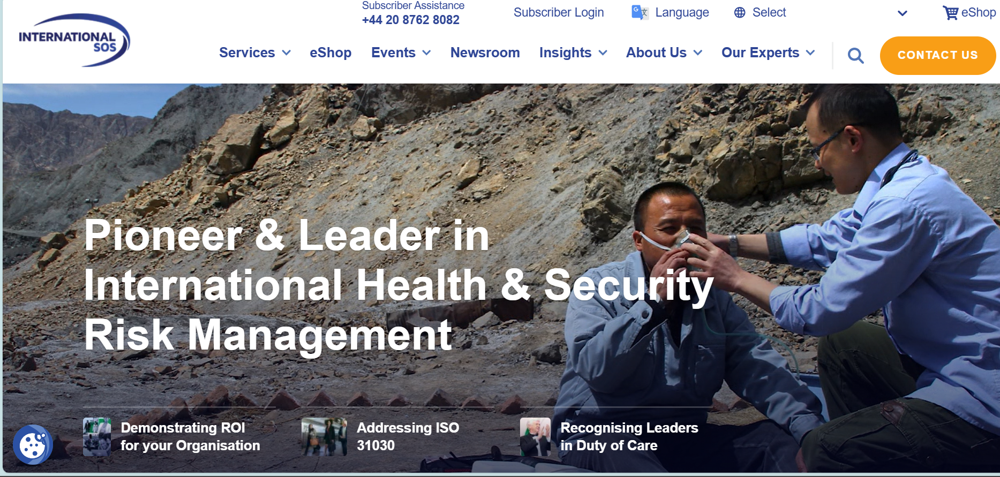 Subscriber Assistance
+44 20 8762 8082
Subscriber Login
Language
Select
eShop
INTERNATIONAL
SOS
Services
eShop
Events
Newsroom
Insights
About Us
Our Experts
CONTACT US
Pioneer & Leader in
International Health & Security
Risk Management
Demonstrating ROI
for your Organisation
Addressing ISO
31030
Recognising Leaders
in Duty of Care